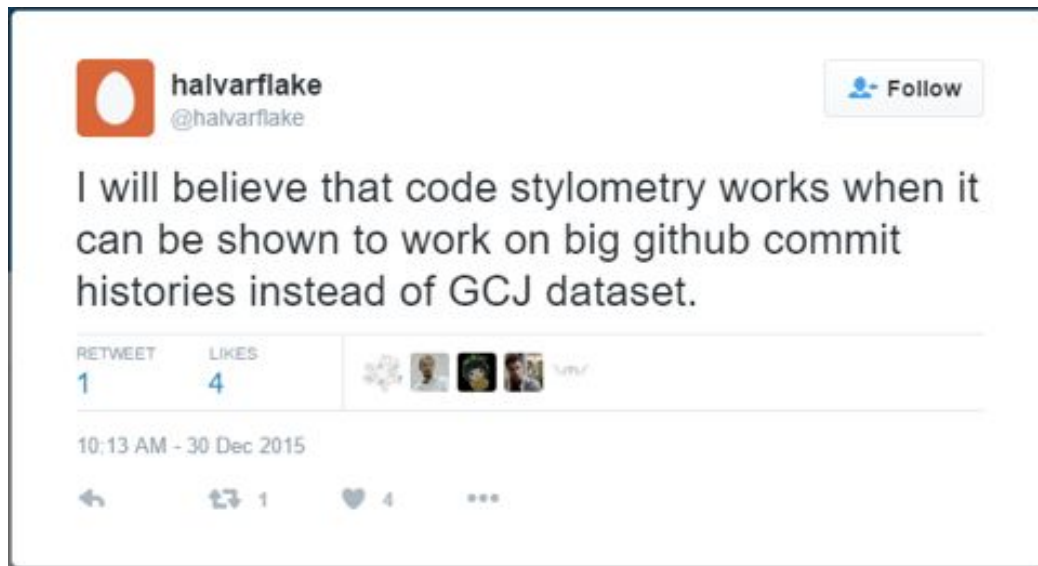 halvarflake
@halvarflake
Follow
I will believe that code stylometry works when it
can be shown to work on big github commit
histories instead of GCJ dataset.
RETWEET LIKES
1 4
10:13 AM - 30 Dec 2015
1 4